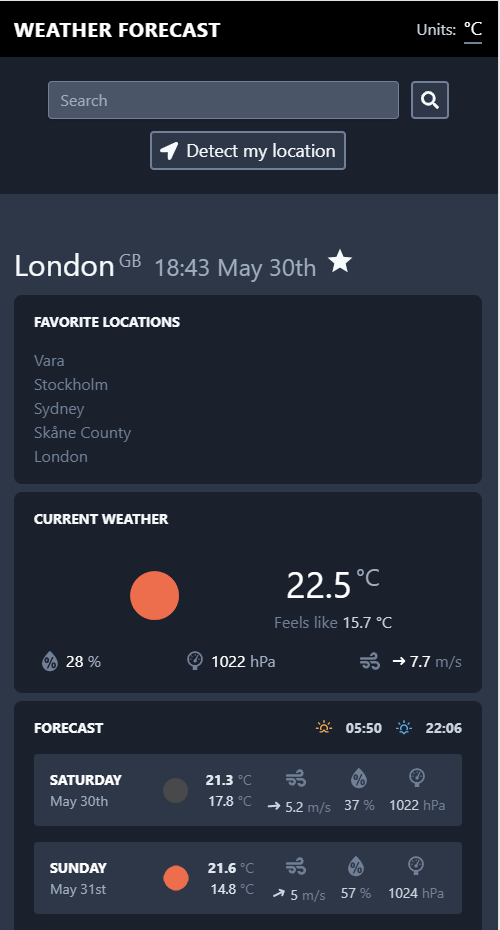 WEATHER FORECAST Units: °C
Search
Detect my location
London GB 18:43 May 30th
FAVORITE LOCATIONS
Vara
Stockholm
Sydney
Skåne County
London
CURRENT WEATHER
22.5 °C
Feels like 15.7 °C
28 % 1022 hPa 7.7 m/s
FORECAST 05:50 22:06
SATURDAY 21.3 °C
May 30th 17.8 °C 5.2 m/s 37 % 1022 hPa
SUNDAY 21.6 °C
May 31st 14.8 °C 5 m/s 57 % 1024 hPa